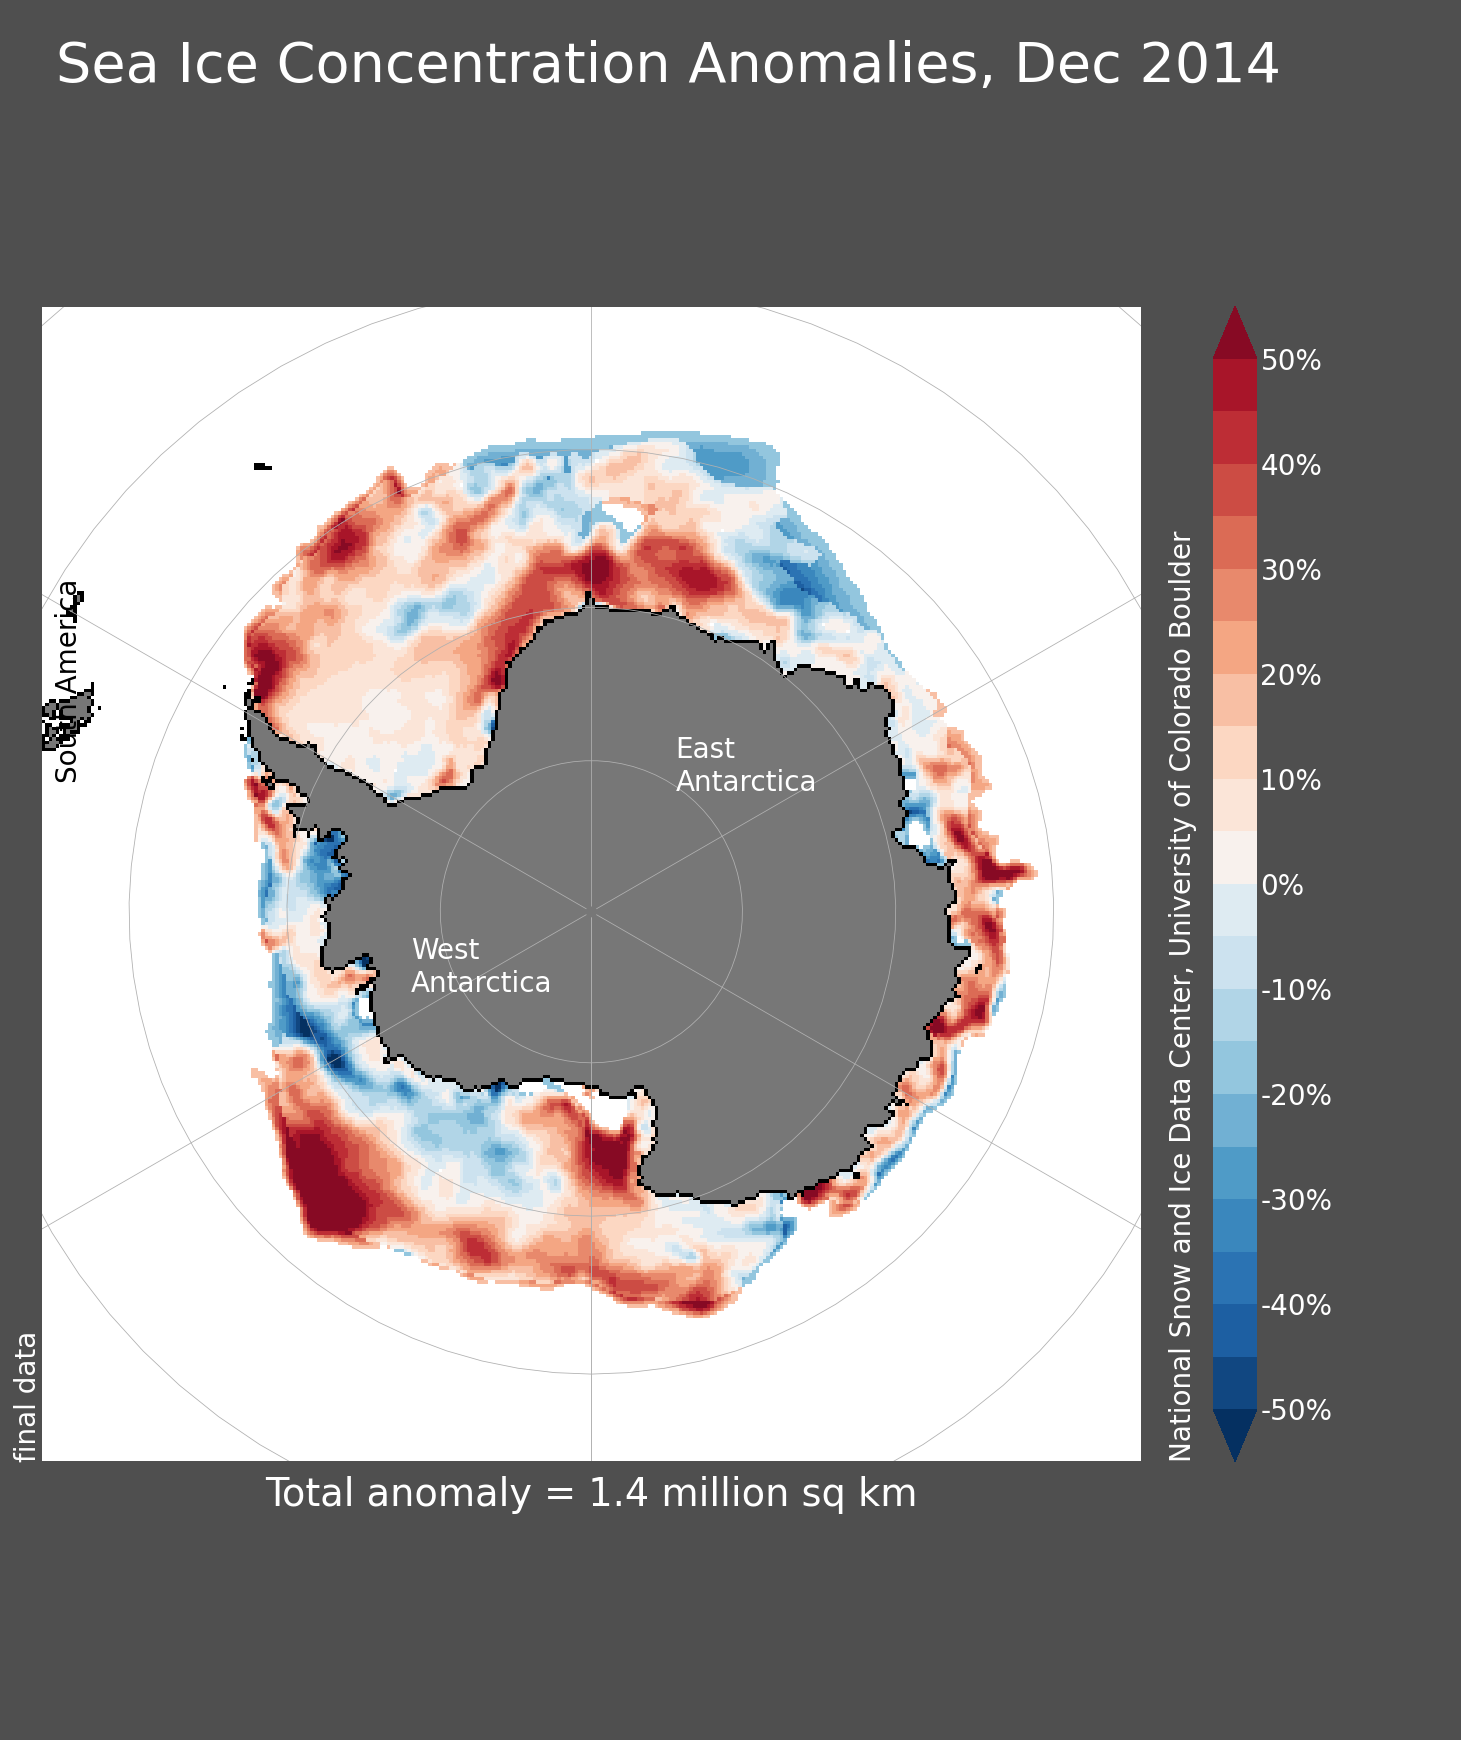 Sea Ice Concentration Anomalies, Dec 2014
South America
East
Antarctica
West
Antarctica
final data
National Snow and Ice Data Center, University of Colorado Boulder
50%
40%
30%
20%
10%
0%
-10%
-20%
-30%
-40%
-50%
Total anomaly = 1.4 million sq km